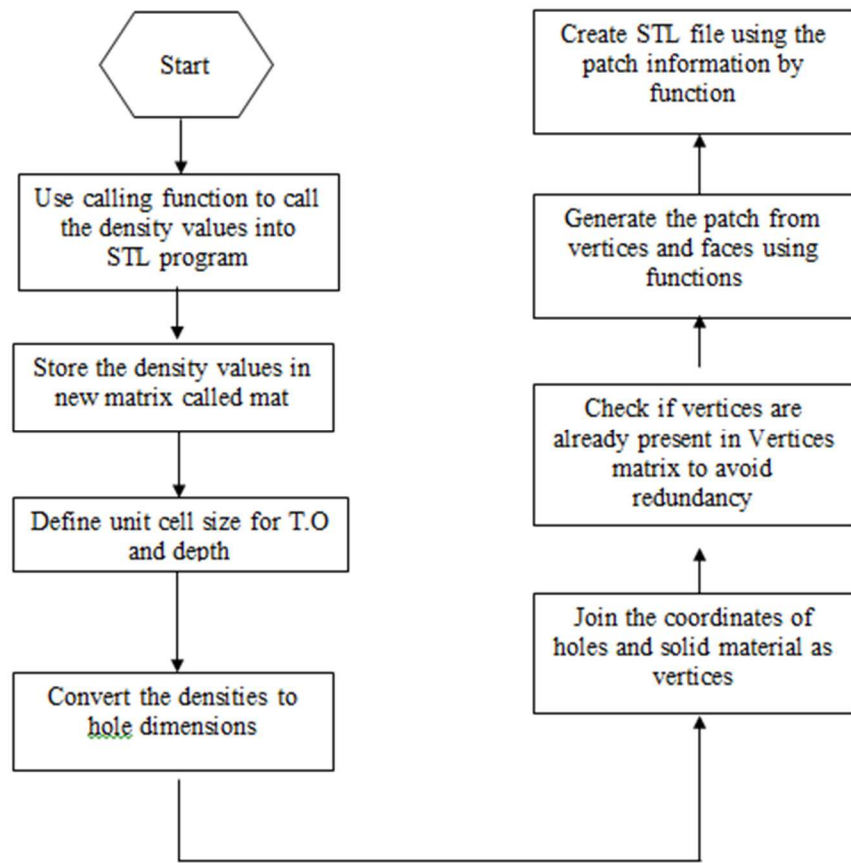 Start
Use calling function to call
the density values into
STL program
Store the density values in
new matrix called mat
Define unit cell size for T.O
and depth
Convert the densities to
hole dimensions
Join the coordinates of
holes and solid material as
vertices
Check if vertices are
already present in Vertices
matrix to avoid
redundancy
Generate the patch from
vertices and faces using
functions
Create STL file using the
patch information by
function